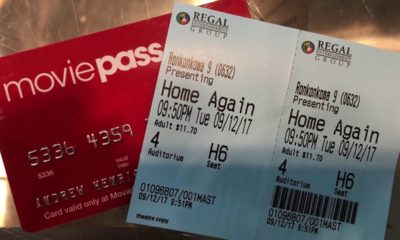 moviepass
5336 4359
5336
VALID
THRU
ANDREW HENRI
Card valid only at Movie
REGAL
ENTERTAINMENT
GROUP
Ronkonkoma 9 (0632)
Presenting
Home Again
09:50PM Tue 09/12/17
Adult $11.70
4 H6
Auditorium Seat
01096807/001MAST
09/12/17 9:51PM
theatre copy
REGAL
ENTERTAINMENT
GROUP
Ronkonkoma 9 (0632)
Presenting
Home Again
09:50PM Tue 09/12/17
Adult $11.70
4 H6
Auditorium Seat
01096807/001MAST
09/12/17 9:51PM